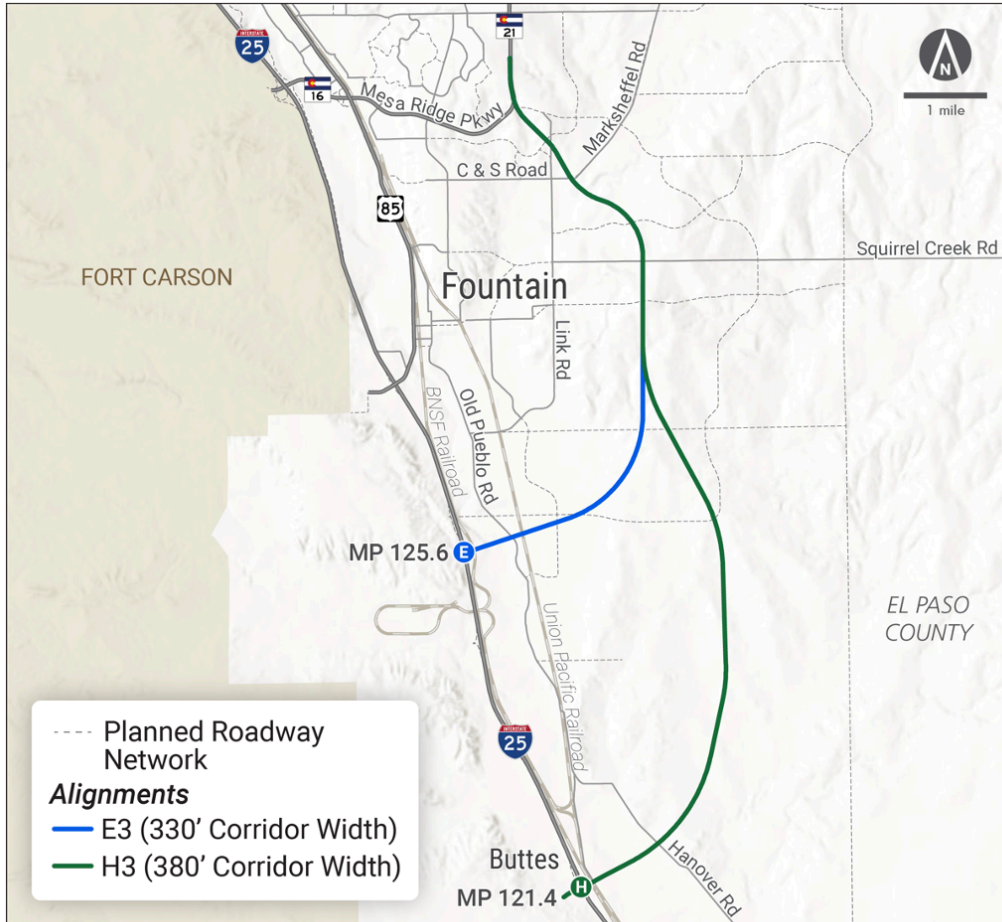 INTERSTATE
25
16
21
Mesa Ridge Pkwy
Marksheffel Rd
N
1 mile
C & S Road
85
Squirrel Creek Rd
FORT CARSON
Fountain
Link Rd
BNSF Railroad
Old Pueblo Rd
MP 125.6
E
Union Pacific Railroad
EL PASO
COUNTY
INTERSTATE
25
Planned Roadway
Network
Alignments
E3 (330' Corridor Width)
H3 (380' Corridor Width)
Buttes
MP 121.4
H
Hanover Rd